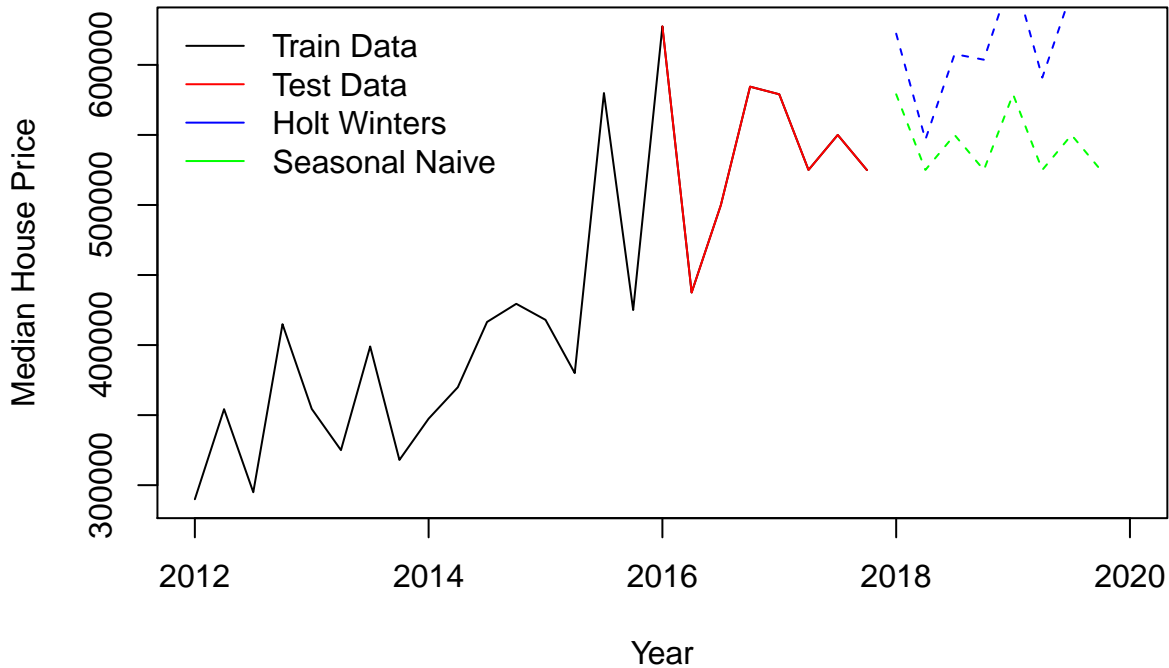 Median House Price
600000
500000
400000
300000
Train Data
Test Data
Holt Winters
Seasonal Naive
2012
2014
2016
2018
2020
Year